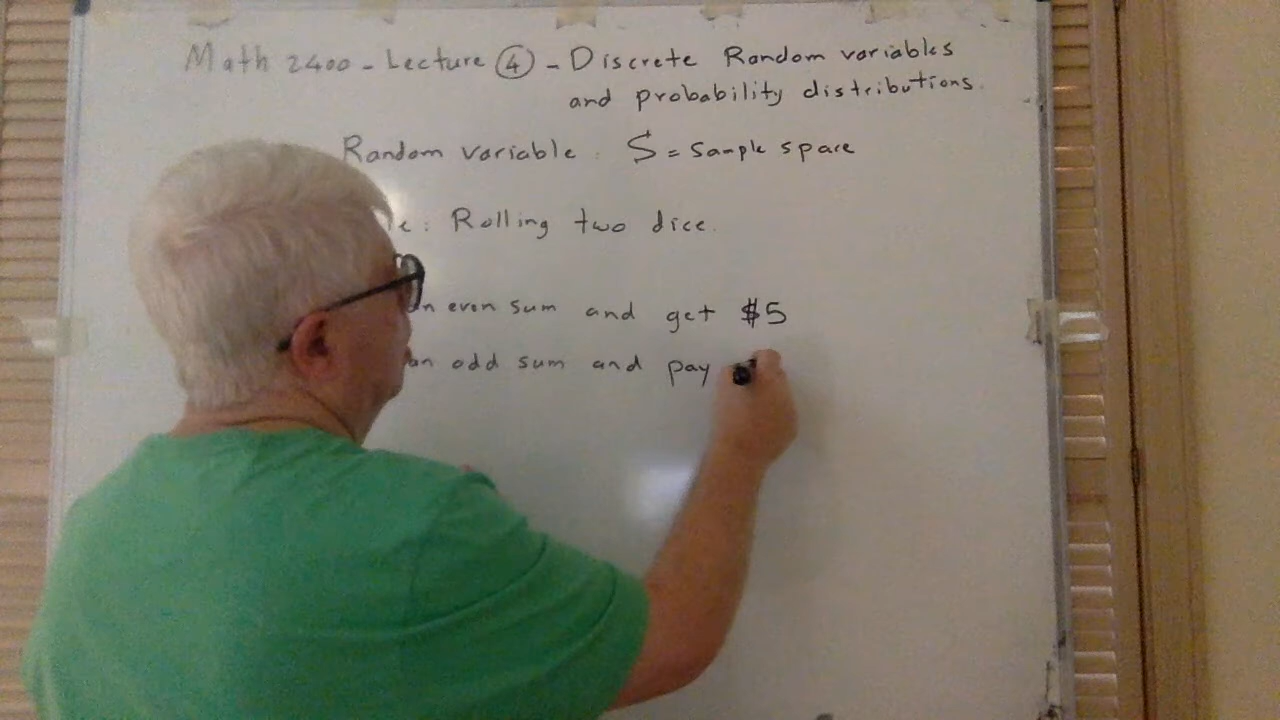 Math 2400 - Lecture ④ - Discrete Random variables
and probability distributions.
Random variable : S = sample space
Rolling two dice.
even sum and get $5
an odd sum and pay